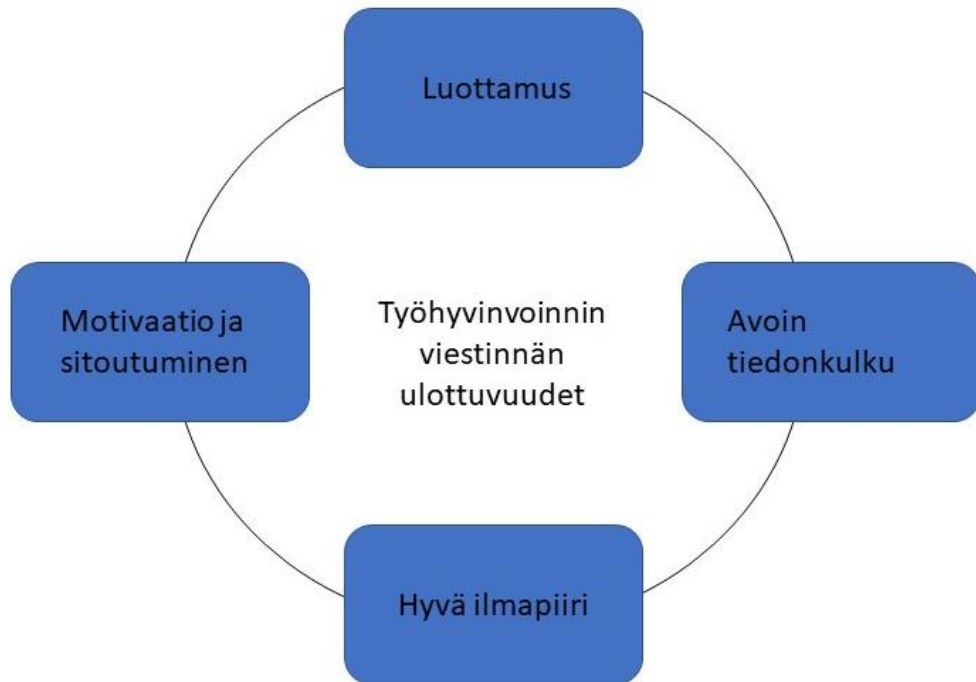 Luottamus
Motivaatio ja
sitoutuminen
Työhyvinvoinnin
viestinnän
ulottuvuudet
Avoin
tiedonkulku
Hyvä ilmapiiri